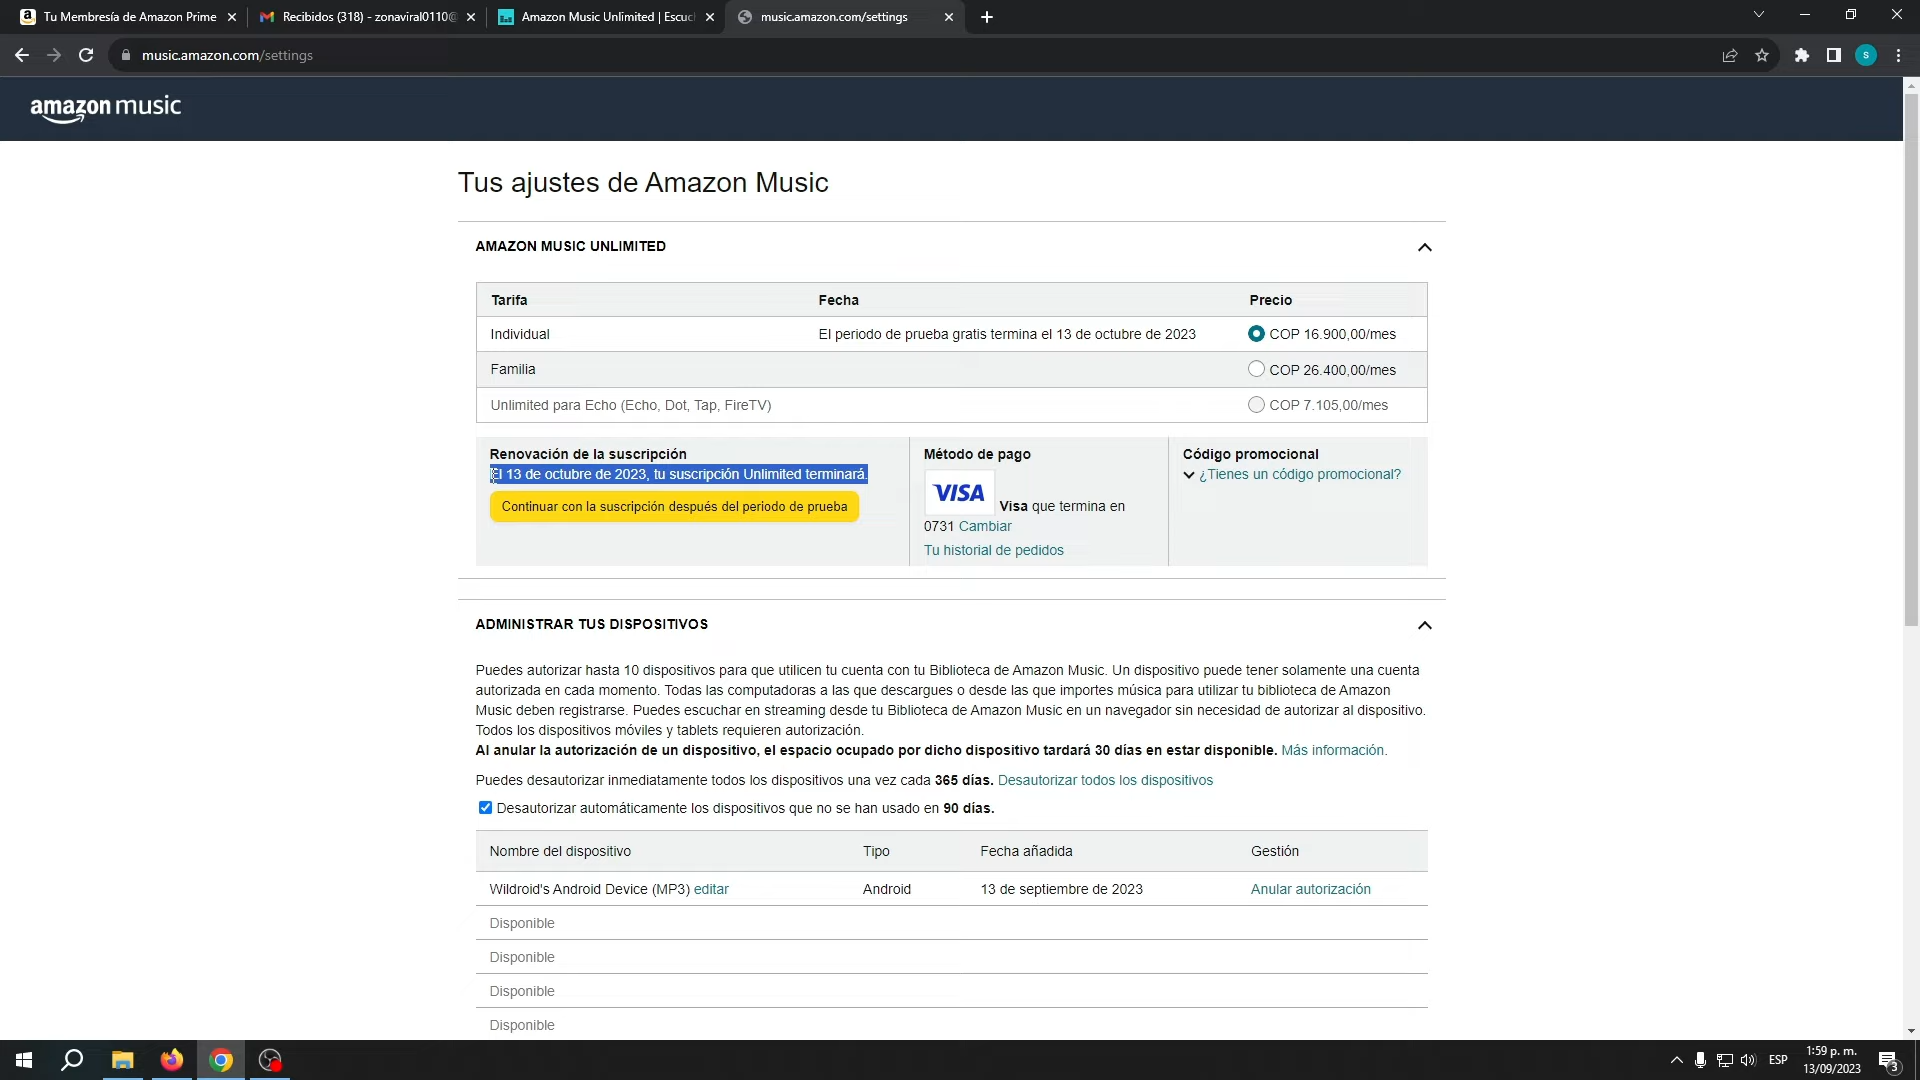 Tu Membresía de Amazon Prime
Recibidos (318) - zonaviral0110@
Amazon Music Unlimited | Escuc
music.amazon.com/settings
music.amazon.com/settings
S
amazon music
Tus ajustes de Amazon Music
AMAZON MUSIC UNLIMITED
Tarifa Fecha Precio
Individual El periodo de prueba gratis termina el 13 de octubre de 2023 COP 16.900,00/mes
Familia COP 26.400,00/mes
Unlimited para Echo (Echo, Dot, Tap, FireTV) COP 7.105,00/mes
Renovación de la suscripción
El 13 de octubre de 2023, tu suscripción Unlimited terminará.
Continuar con la suscripción después del periodo de prueba
Método de pago
VISA
Visa que termina en
0731 Cambiar
Tu historial de pedidos
Código promocional
¿Tienes un código promocional?
ADMINISTRAR TUS DISPOSITIVOS
Puedes autorizar hasta 10 dispositivos para que utilicen tu cuenta con tu Biblioteca de Amazon Music. Un dispositivo puede tener solamente una cuenta
autorizada en cada momento. Todas las computadoras a las que descargues o desde las que importes música para utilizar tu biblioteca de Amazon
Music deben registrarse. Puedes escuchar en streaming desde tu Biblioteca de Amazon Music en un navegador sin necesidad de autorizar al dispositivo.
Todos los dispositivos móviles y tablets requieren autorización.
Al anular la autorización de un dispositivo, el espacio ocupado por dicho dispositivo tardará 30 días en estar disponible. Más información.
Puedes desautorizar inmediatamente todos los dispositivos una vez cada 365 días. Desautorizar todos los dispositivos
Desautorizar automáticamente los dispositivos que no se han usado en 90 días.
Nombre del dispositivo Tipo Fecha añadida Gestión
Wildroid's Android Device (MP3) editar Android 13 de septiembre de 2023 Anular autorización
Disponible
Disponible
Disponible
Disponible
ESP
1:59 p. m.
13/09/2023
3